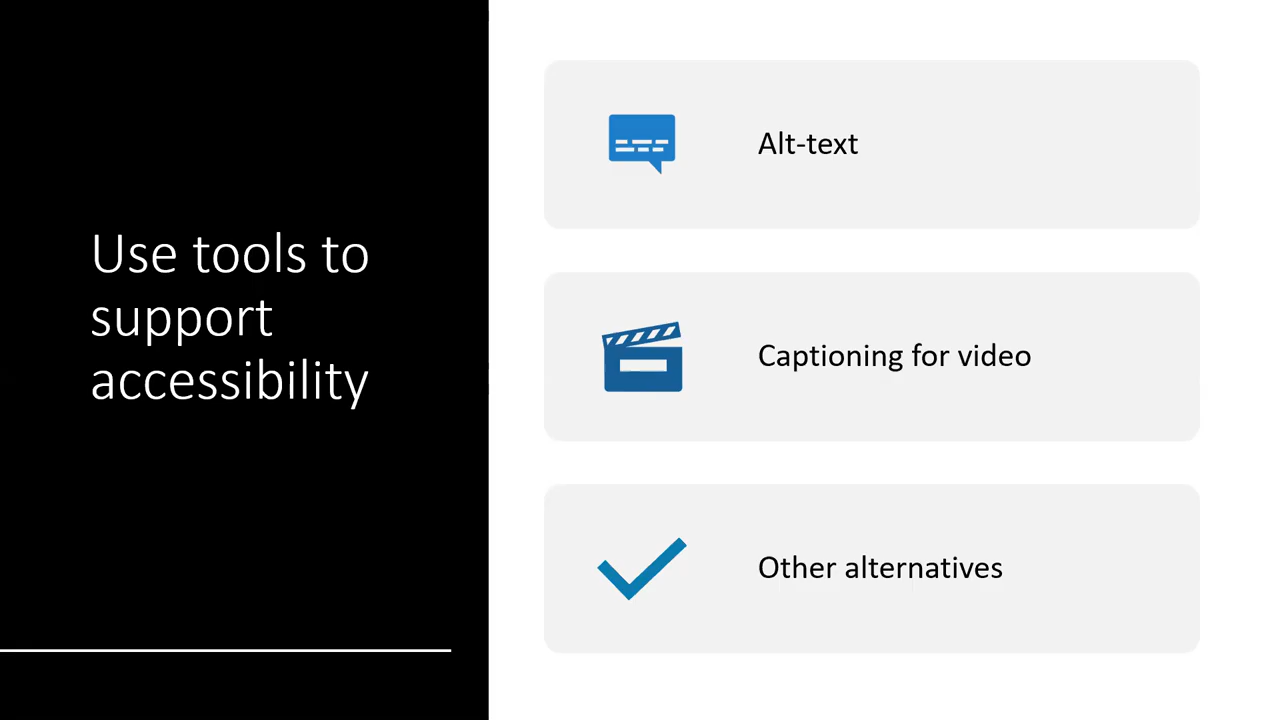 Use tools to
support
accessibility
Alt-text
Captioning for video
Other alternatives